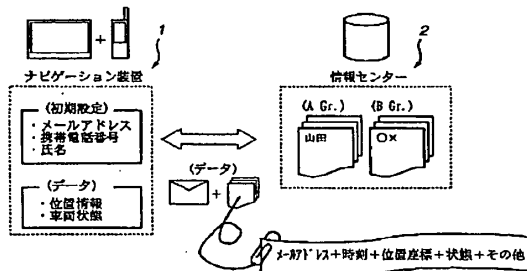 1
2
+
ナビゲーション装置
情報センター
(初期設定)
・メールアドレス
・携帯電話番号
・氏名
(データ)
・位置情報
・車両状態
(データ)
+
(A Gr.) (B Gr.)
山田 〇×
メールアドレス+時刻+位置座標+状態+その他